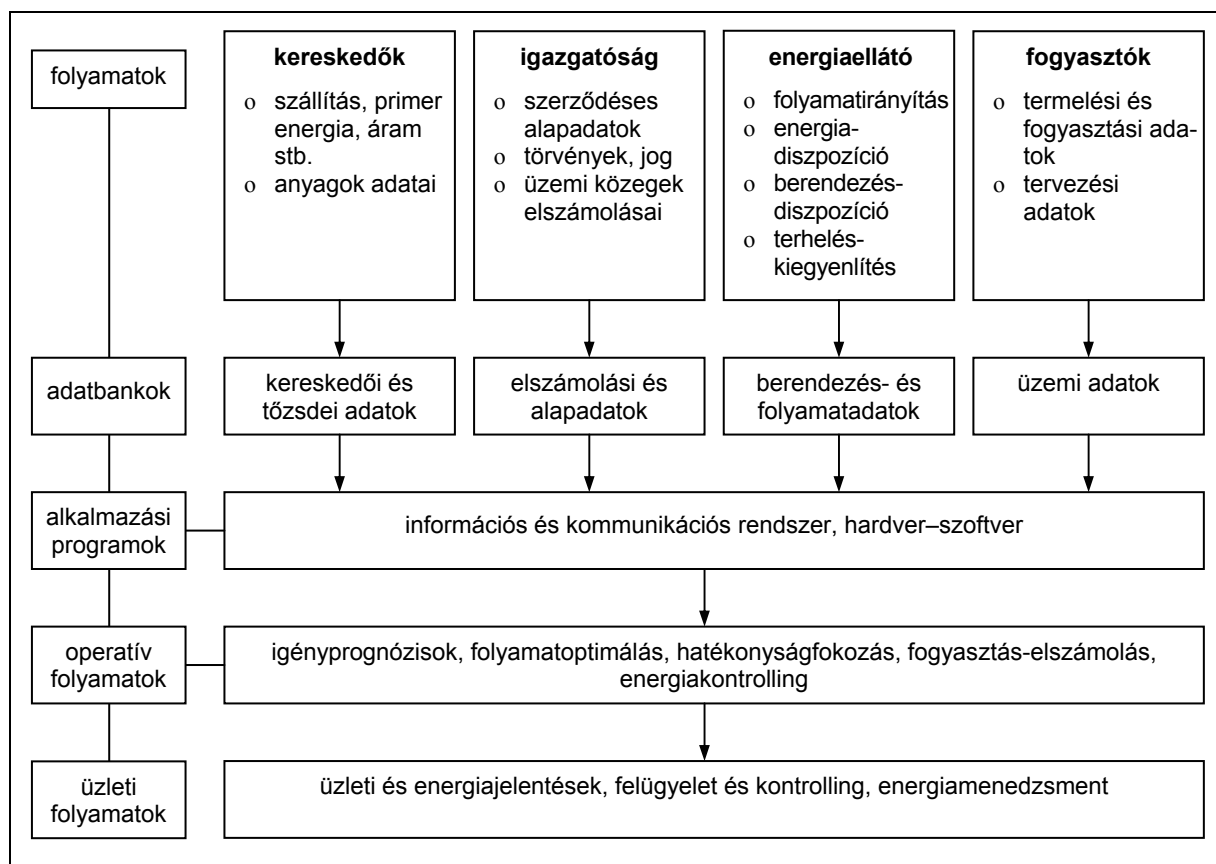 folyamatok
kereskedők
o szállítás, primer
energia, áram
stb.
o anyagok adatai
igazgatóság
o szerződéses
alapadatok
o törvények, jog
o üzemi közegek
elszámolásai
energiaellátó
o folyamatirányítás
o energia-
diszpozíció
o berendezés-
diszpozíció
o terhelés-
kiegyenlítés
fogyasztók
o termelési és
fogyasztási ada-
tok
o tervezési
adatok
adatbankok
kereskedői és
tőzsdei adatok
elszámolási és
alapadatok
berendezés- és
folyamatadatok
üzemi adatok
alkalmazási
programok
információs és kommunikációs rendszer, hardver–szoftver
operatív
folyamatok
igényprognózisok, folyamatoptimálás, hatékonyságfokozás, fogyasztás-elszámolás,
energiakontrolling
üzleti
folyamatok
üzleti és energiajelentések, felügyelet és kontrolling, energiamenedzsment